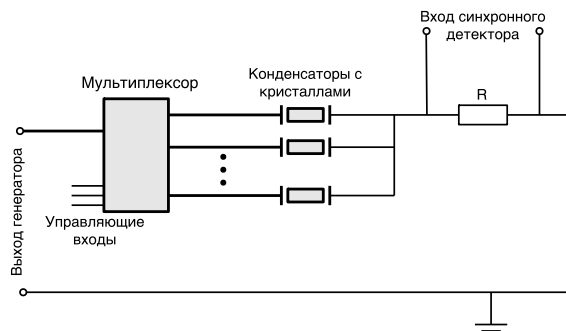 Вход синхронного
детектора
Мультиплексор
Конденсаторы с
кристаллами
R
Управляющие
входы
Выход генератора